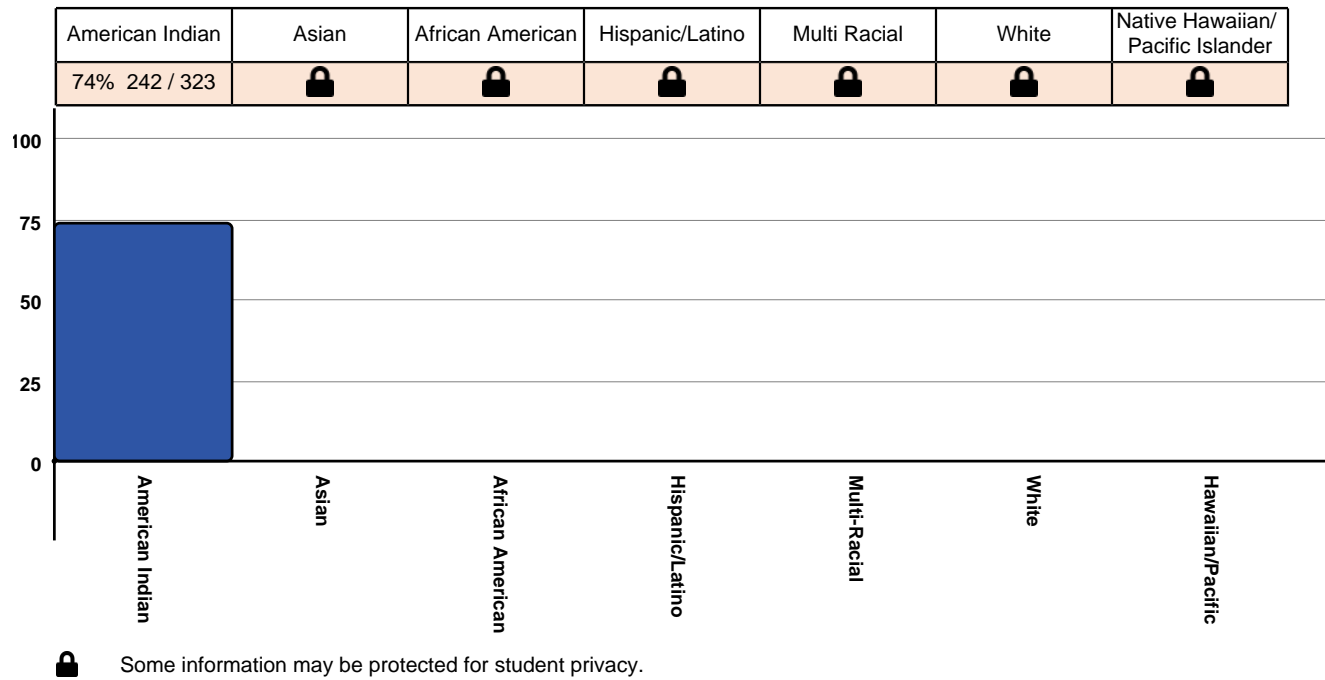 American Indian Asian African American Hispanic/Latino Multi Racial White Native Hawaiian/
Pacific Islander
74% 242 / 323
100
75
50
25
0
American Indian
Asian
African American
Hispanic/Latino
Multi-Racial
White
Hawaiian/Pacific
Some information may be protected for student privacy.